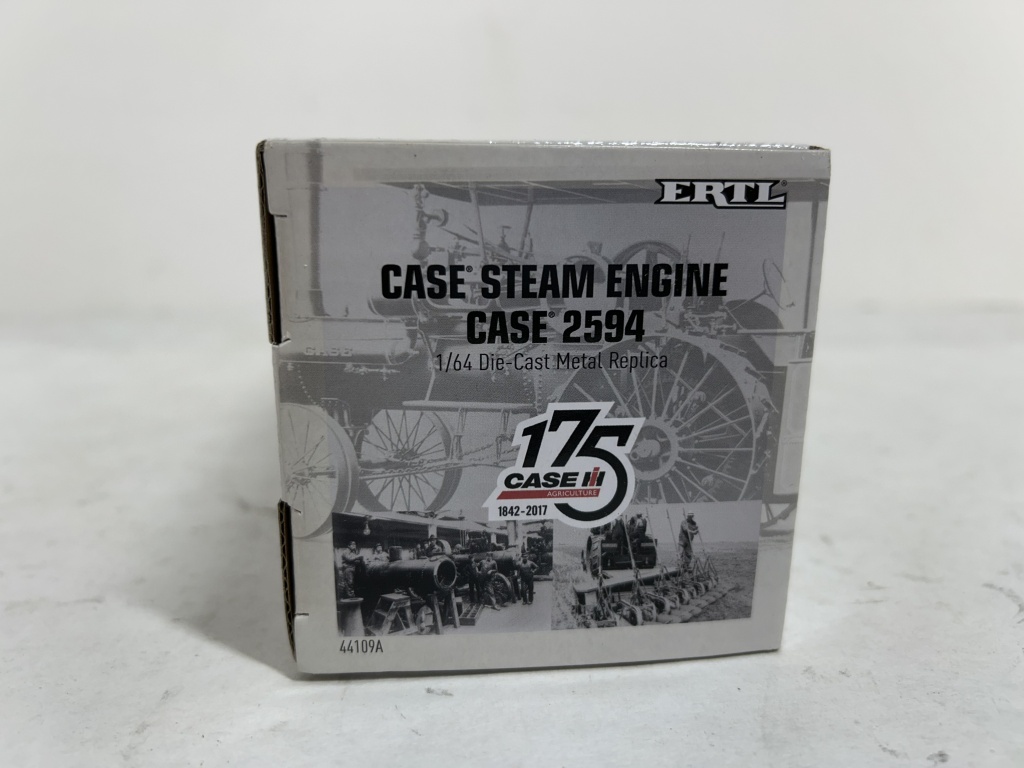 ERTL®
CASE® STEAM ENGINE
CASE® 2594
1/64 Die-Cast Metal Replica
CASE
175
CASE IH
AGRICULTURE
1842-2017
44109A